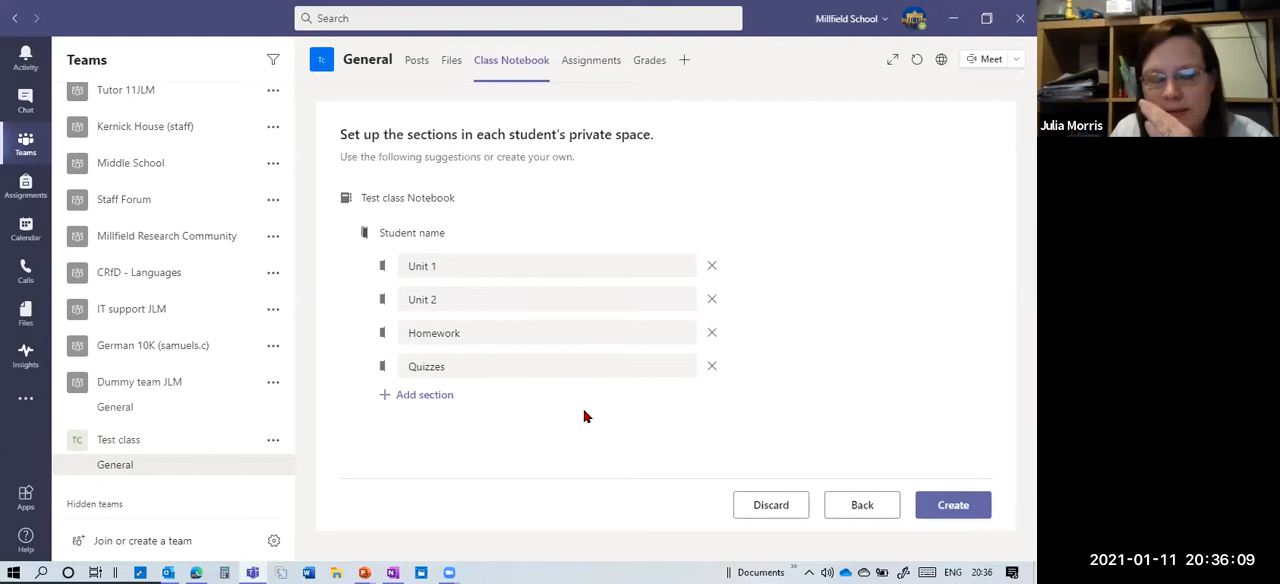 Search
Millfield School
Activity
Chat
Teams
Assignments
Calendar
Calls
Files
Insights
Apps
Help
Teams
Tutor 11JLM
Kernick House (staff)
Middle School
Staff Forum
Millfield Research Community
CRfD - Languages
IT support JLM
German 10K (samuels.c)
Dummy team JLM
General
TC Test class
General
Hidden teams
Join or create a team
Tc General Posts Files Class Notebook Assignments Grades
Meet
Set up the sections in each student's private space.
Use the following suggestions or create your own.
Test class Notebook
Student name
Unit 1
Unit 2
Homework
Quizzes
Add section
Discard Back Create
Julia Morris
2021-01-11 20:36:09
Documents ENG 20:36